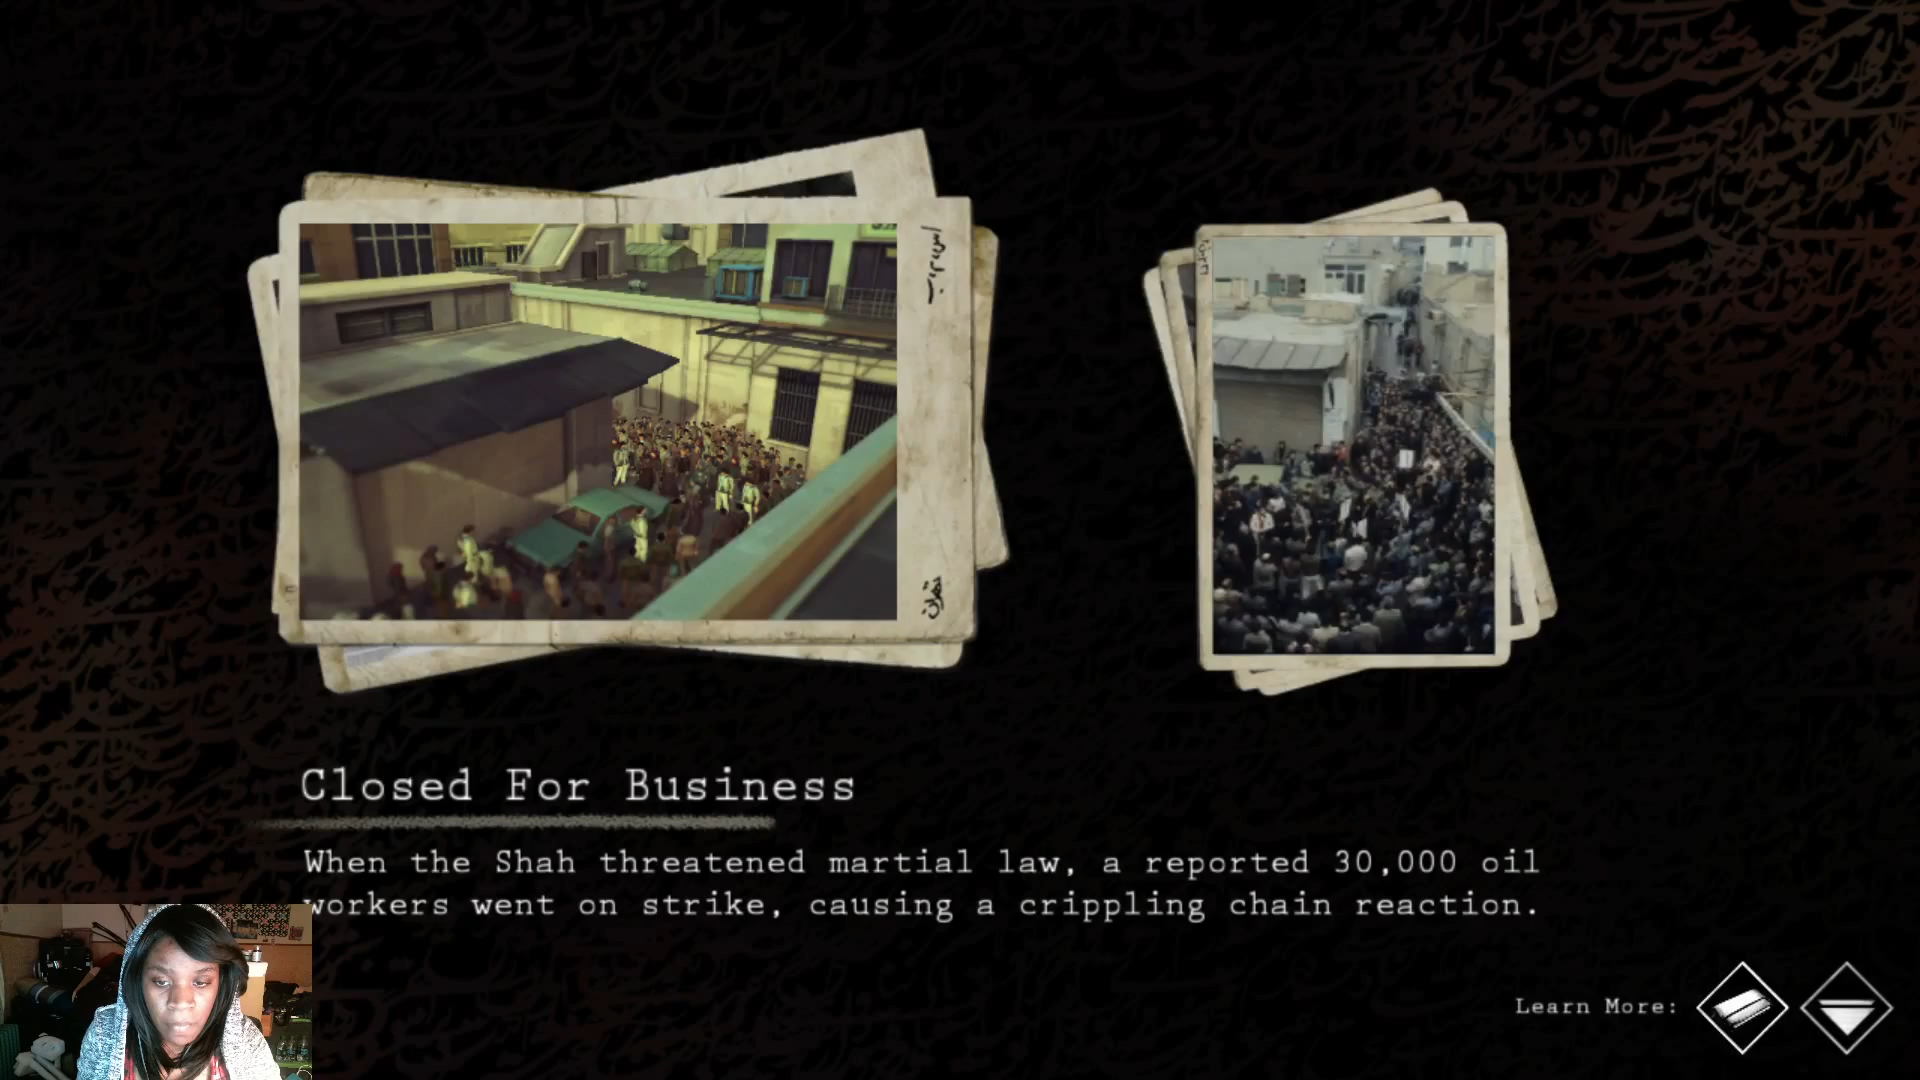 تهران
Closed For Business
When the Shah threatened martial law, a reported 30,000 oil
workers went on strike, causing a crippling chain reaction.
Learn More: